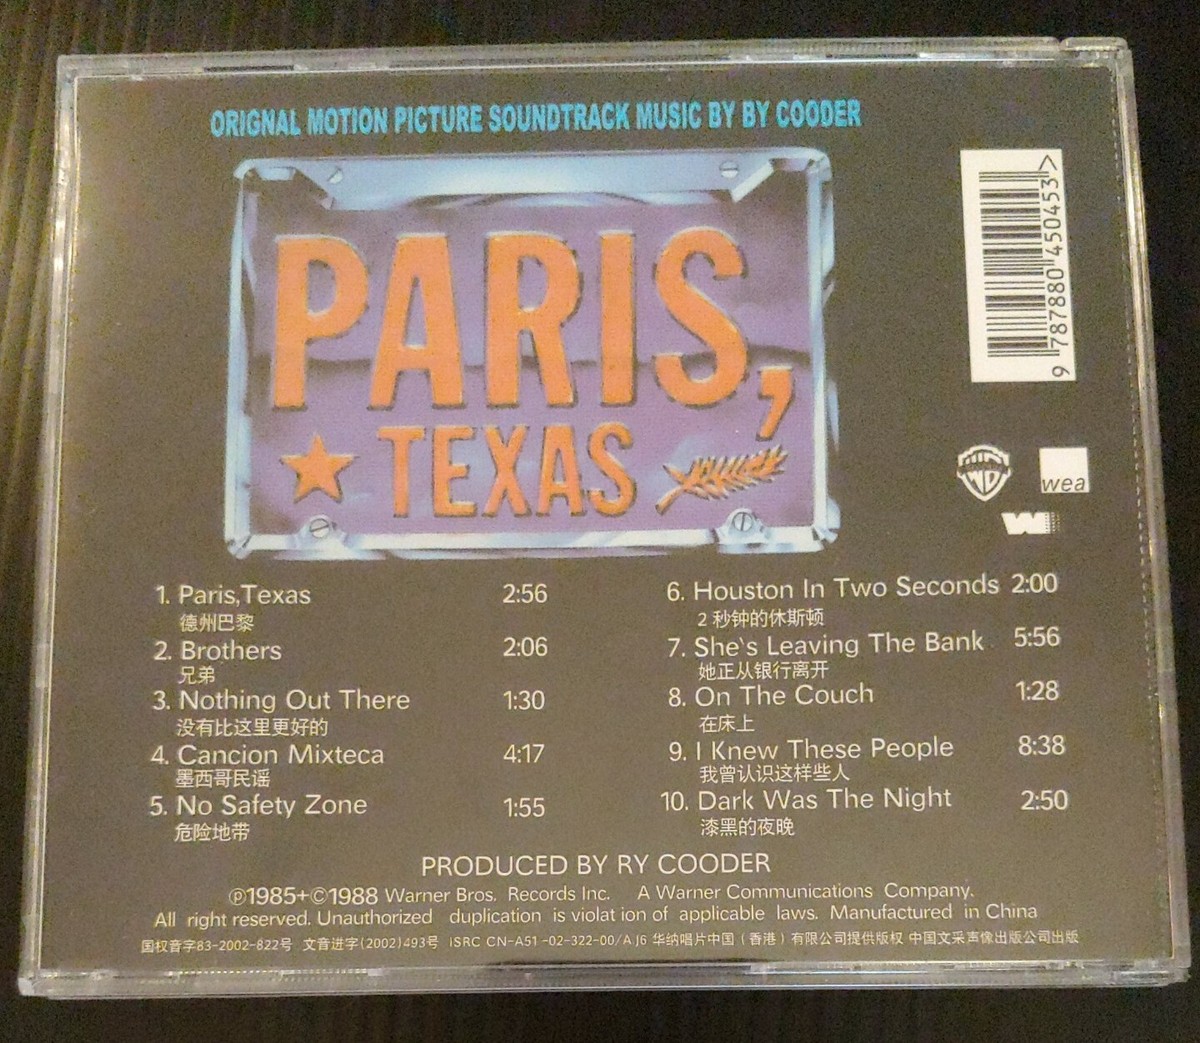 ORIGNAL MOTION PICTURE SOUNDTRACK MUSIC BY BY COODER
PARIS,
TEXAS
9 787880 450453 >
WB
wea
W
1. Paris,Texas 2:56
德州巴黎
2. Brothers 2:06
兄弟
3. Nothing Out There 1:30
没有比这里更好的
4. Cancion Mixteca 4:17
墨西哥民谣
5. No Safety Zone 1:55
危险地带
6. Houston In Two Seconds 2:00
2 秒钟的休斯顿
7. She's Leaving The Bank 5:56
她正从银行离开
8. On The Couch 1:28
在床上
9. I Knew These People 8:38
我曾认识这样些人
10. Dark Was The Night 2:50
漆黑的夜晚
PRODUCED BY RY COODER
℗1985+©1988 Warner Bros. Records Inc. A Warner Communications Company.
All right reserved. Unauthorized duplication is violat ion of applicable laws. Manufactured in China
国权音字83-2002-822号 文音进字(2002)493号 ISRC CN-A51-02-322-00/A J6 华纳唱片中国（香港）有限公司提供版权 中国文采声像出版公司出版